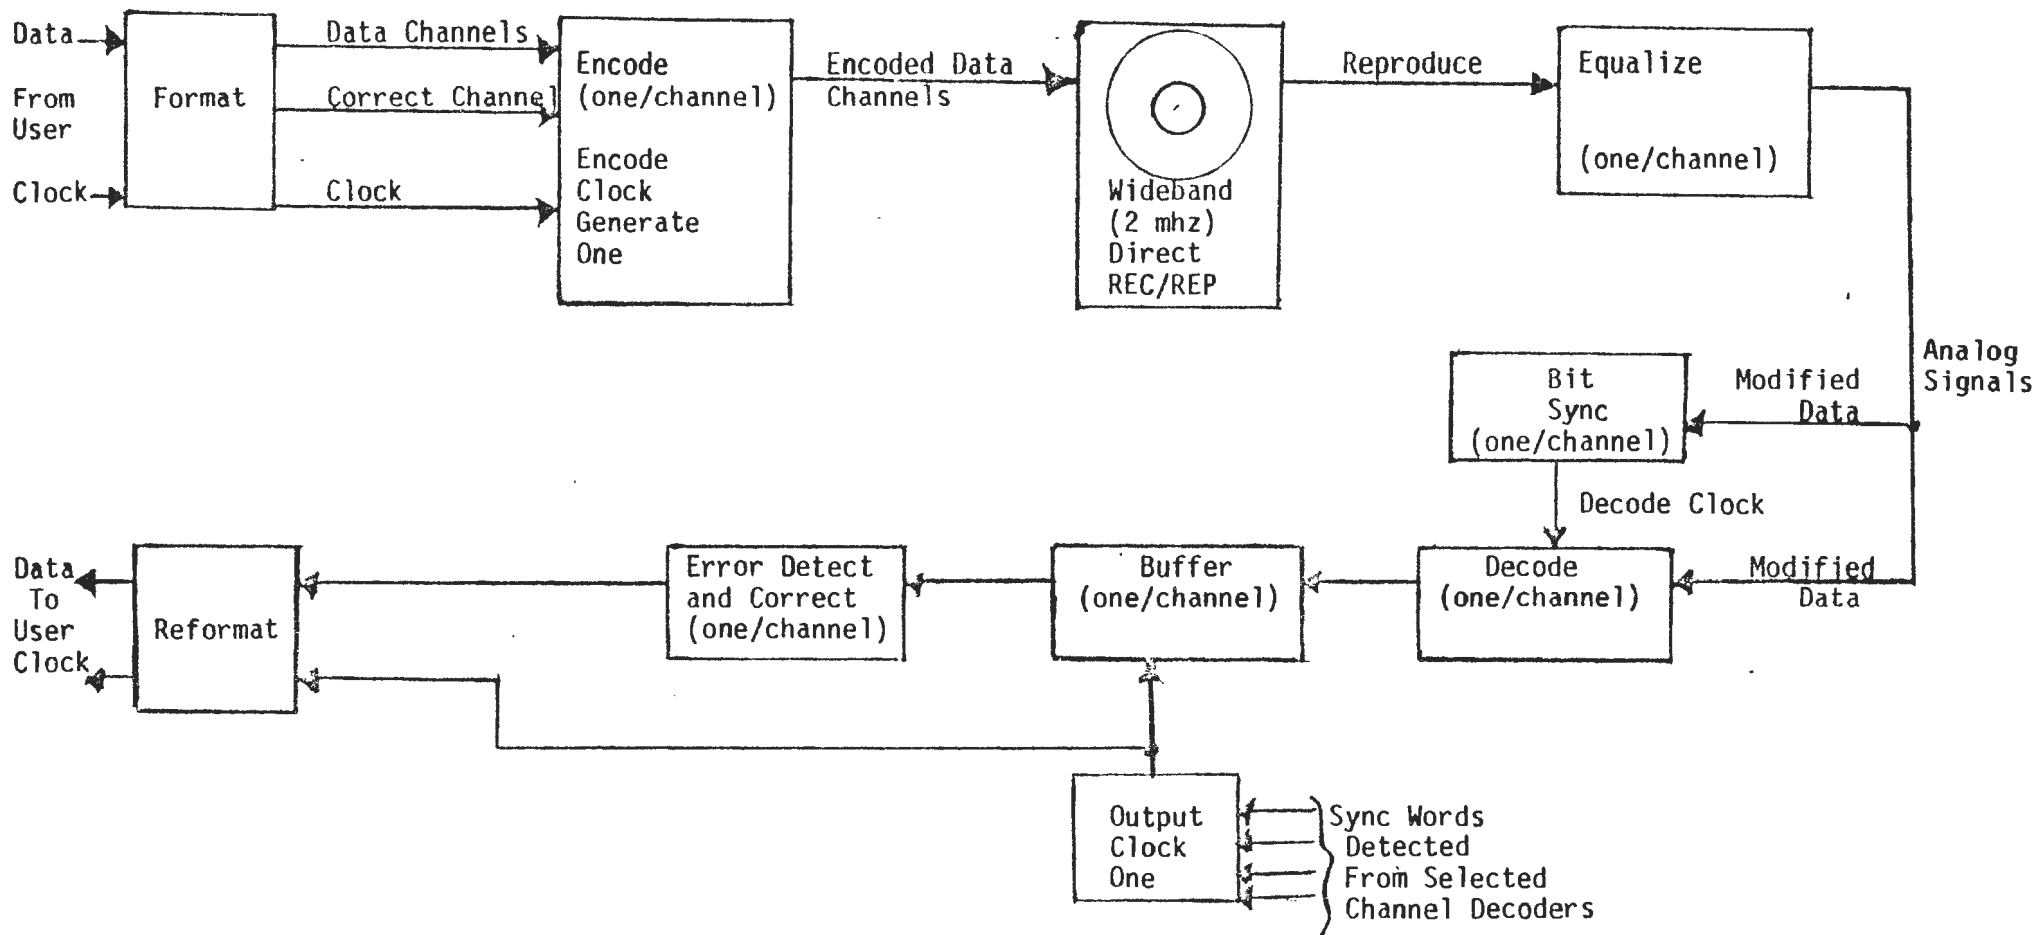 Data
From
User
Clock
Format
Data Channels
Correct Channel
Clock
Encode
(one/channel)
Encode
Clock
Generate
One
Encoded Data
Channels
Wideband
(2 mhz)
Direct
REC/REP
Reproduce
Equalize
(one/channel)
Analog
Signals
Modified
Data
Bit
Sync
(one/channel)
Decode Clock
Modified
Data
Decode
(one/channel)
Buffer
(one/channel)
Error Detect
and Correct
(one/channel)
Reformat
Data
To
User
Clock
Output
Clock
One
Sync Words
Detected
From Selected
Channel Decoders